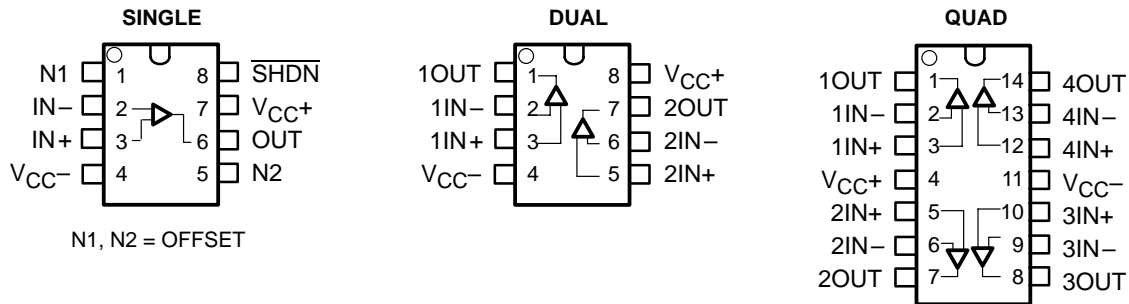 SINGLE
N1 1 8 SHDN
IN− 2 7 VCC+
IN+ 3 6 OUT
VCC− 4 5 N2
N1, N2 = OFFSET
DUAL
1OUT 1 8 VCC+
1IN− 2 7 2OUT
1IN+ 3 6 2IN−
VCC− 4 5 2IN+
QUAD
1OUT 1 14 4OUT
1IN− 2 13 4IN−
1IN+ 3 12 4IN+
VCC+ 4 11 VCC−
2IN+ 5 10 3IN+
2IN− 6 9 3IN−
2OUT 7 8 3OUT